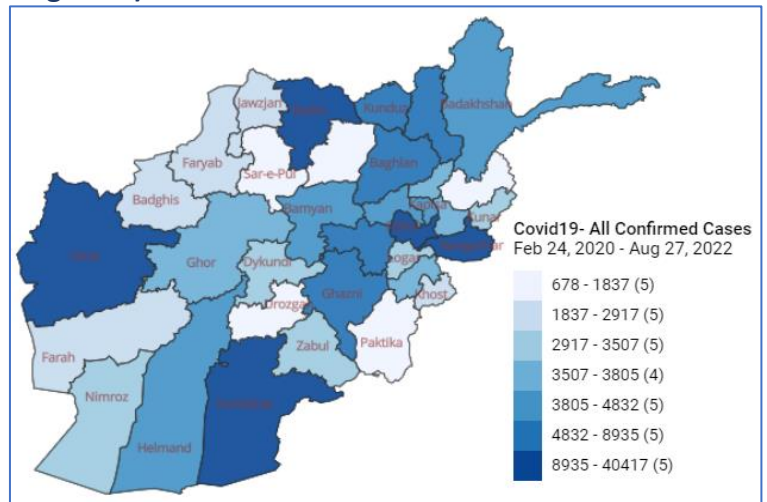 Jawzjan
Kunduz
Badakhshan
Faryab
Sar-e-Pul
Baghlan
Badghis
Bamyan
Kapisa
Kunar
Ghor
Dykundi
Logar
Ghazni
Khost
Farah
Zabul
Paktika
Nimroz
Helmand
Covid19- All Confirmed Cases
Feb 24, 2020 - Aug 27, 2022
678 - 1837 (5)
1837 - 2917 (5)
2917 - 3507 (5)
3507 - 3805 (4)
3805 - 4832 (5)
4832 - 8935 (5)
8935 - 40417 (5)